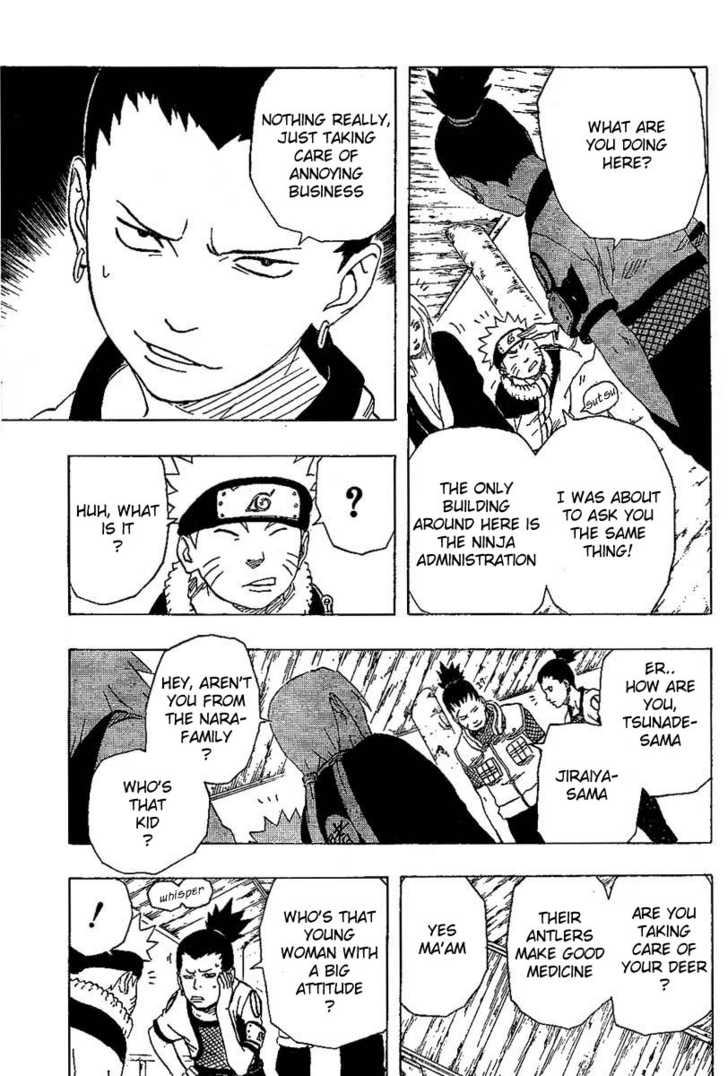 WHAT ARE
YOU DOING
HERE?
sutsu
I WAS ABOUT
TO ASK YOU
THE SAME
THING!
THE ONLY
BUILDING
AROUND HERE IS
THE NINJA
ADMINISTRATION
NOTHING REALLY,
JUST TAKING
CARE OF
ANNOYING
BUSINESS
?
HUH, WHAT
IS IT
?
ER..
HOW ARE
YOU,
TSUNADE-
SAMA
JIRAIYA-
SAMA
HEY, AREN'T
YOU FROM
THE NARA-
FAMILY
?
WHO'S
THAT
KID
?
ARE YOU
TAKING
CARE OF
YOUR DEER
?
THEIR
ANTLERS
MAKE GOOD
MEDICINE
YES
MA'AM
WHO'S THAT
YOUNG
WOMAN WITH
A BIG
ATTITUDE
?
whisper
!